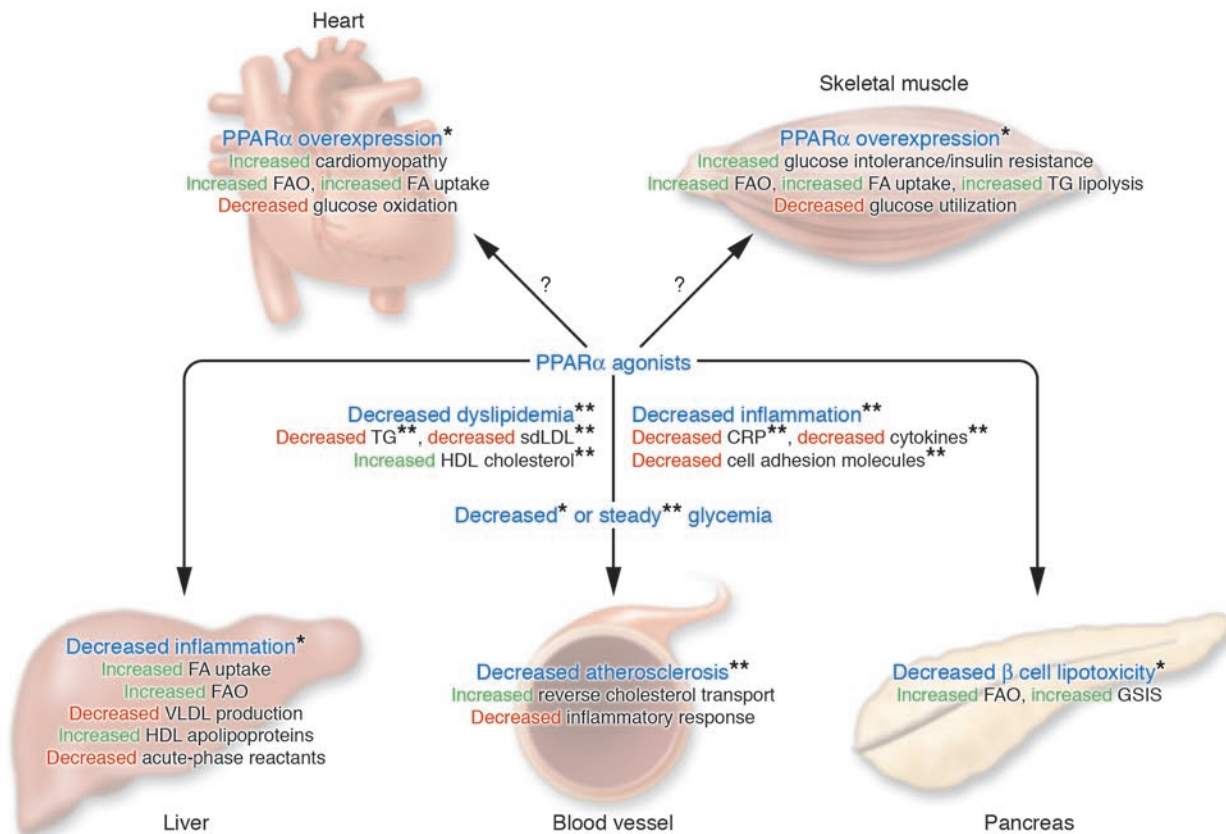 Heart
PPARα overexpression*
Increased cardiomyopathy
Increased FAO, increased FA uptake
Decreased glucose oxidation
Skeletal muscle
PPARα overexpression*
Increased glucose intolerance/insulin resistance
Increased FAO, increased FA uptake, increased TG lipolysis
Decreased glucose utilization
?
?
PPARα agonists
Decreased dyslipidemia**
Decreased TG**, decreased sdLDL**
Increased HDL cholesterol**
Decreased inflammation**
Decreased CRP**, decreased cytokines**
Decreased cell adhesion molecules**
Decreased* or steady** glycemia
Decreased inflammation*
Increased FA uptake
Increased FAO
Decreased VLDL production
Increased HDL apolipoproteins
Decreased acute-phase reactants
Liver
Decreased atherosclerosis**
Increased reverse cholesterol transport
Decreased inflammatory response
Blood vessel
Decreased β cell lipotoxicity*
Increased FAO, increased GSIS
Pancreas